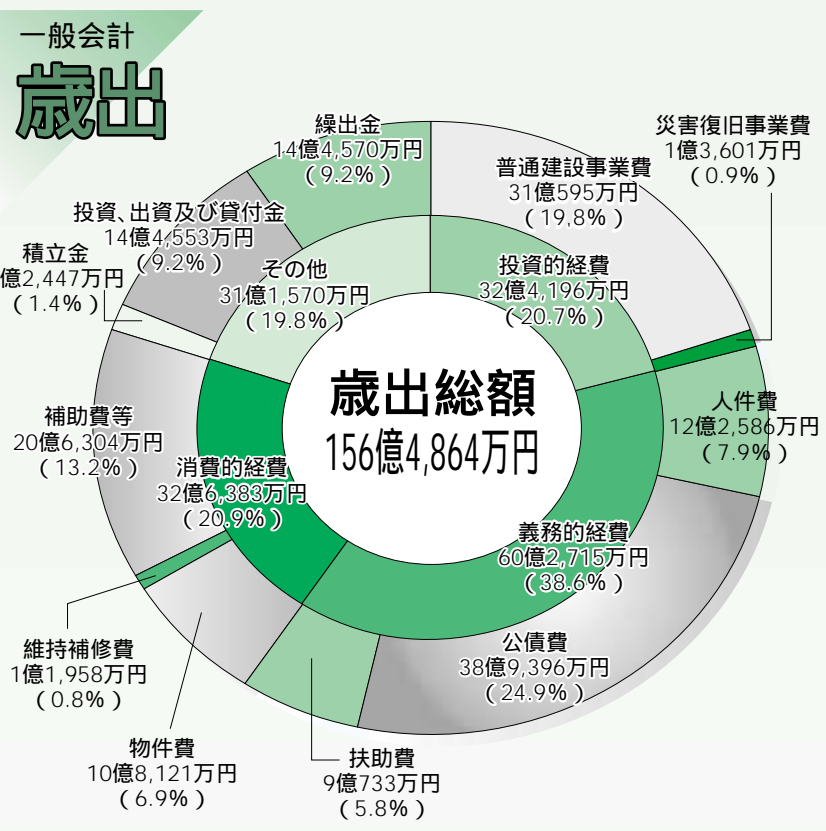 一般会計
歳出
繰出金
14億4,570万円
(9.2%)
普通建設事業費
31億595万円
(19.8%)
災害復旧事業費
1億3,601万円
(0.9%)
投資、出資及び貸付金
14億4,553万円
(9.2%)
積立金
億2,447万円
(1.4%)
その他
31億1,570万円
(19.8%)
投資的経費
32億4,196万円
(20.7%)
歳出総額
156億4,864万円
人件費
12億2,586万円
(7.9%)
補助費等
20億6,304万円
(13.2%)
消費的経費
32億6,383万円
(20.9%)
義務的経費
60億2,715万円
(38.6%)
公債費
38億9,396万円
(24.9%)
維持補修費
1億1,958万円
(0.8%)
物件費
10億8,121万円
(6.9%)
扶助費
9億733万円
(5.8%)